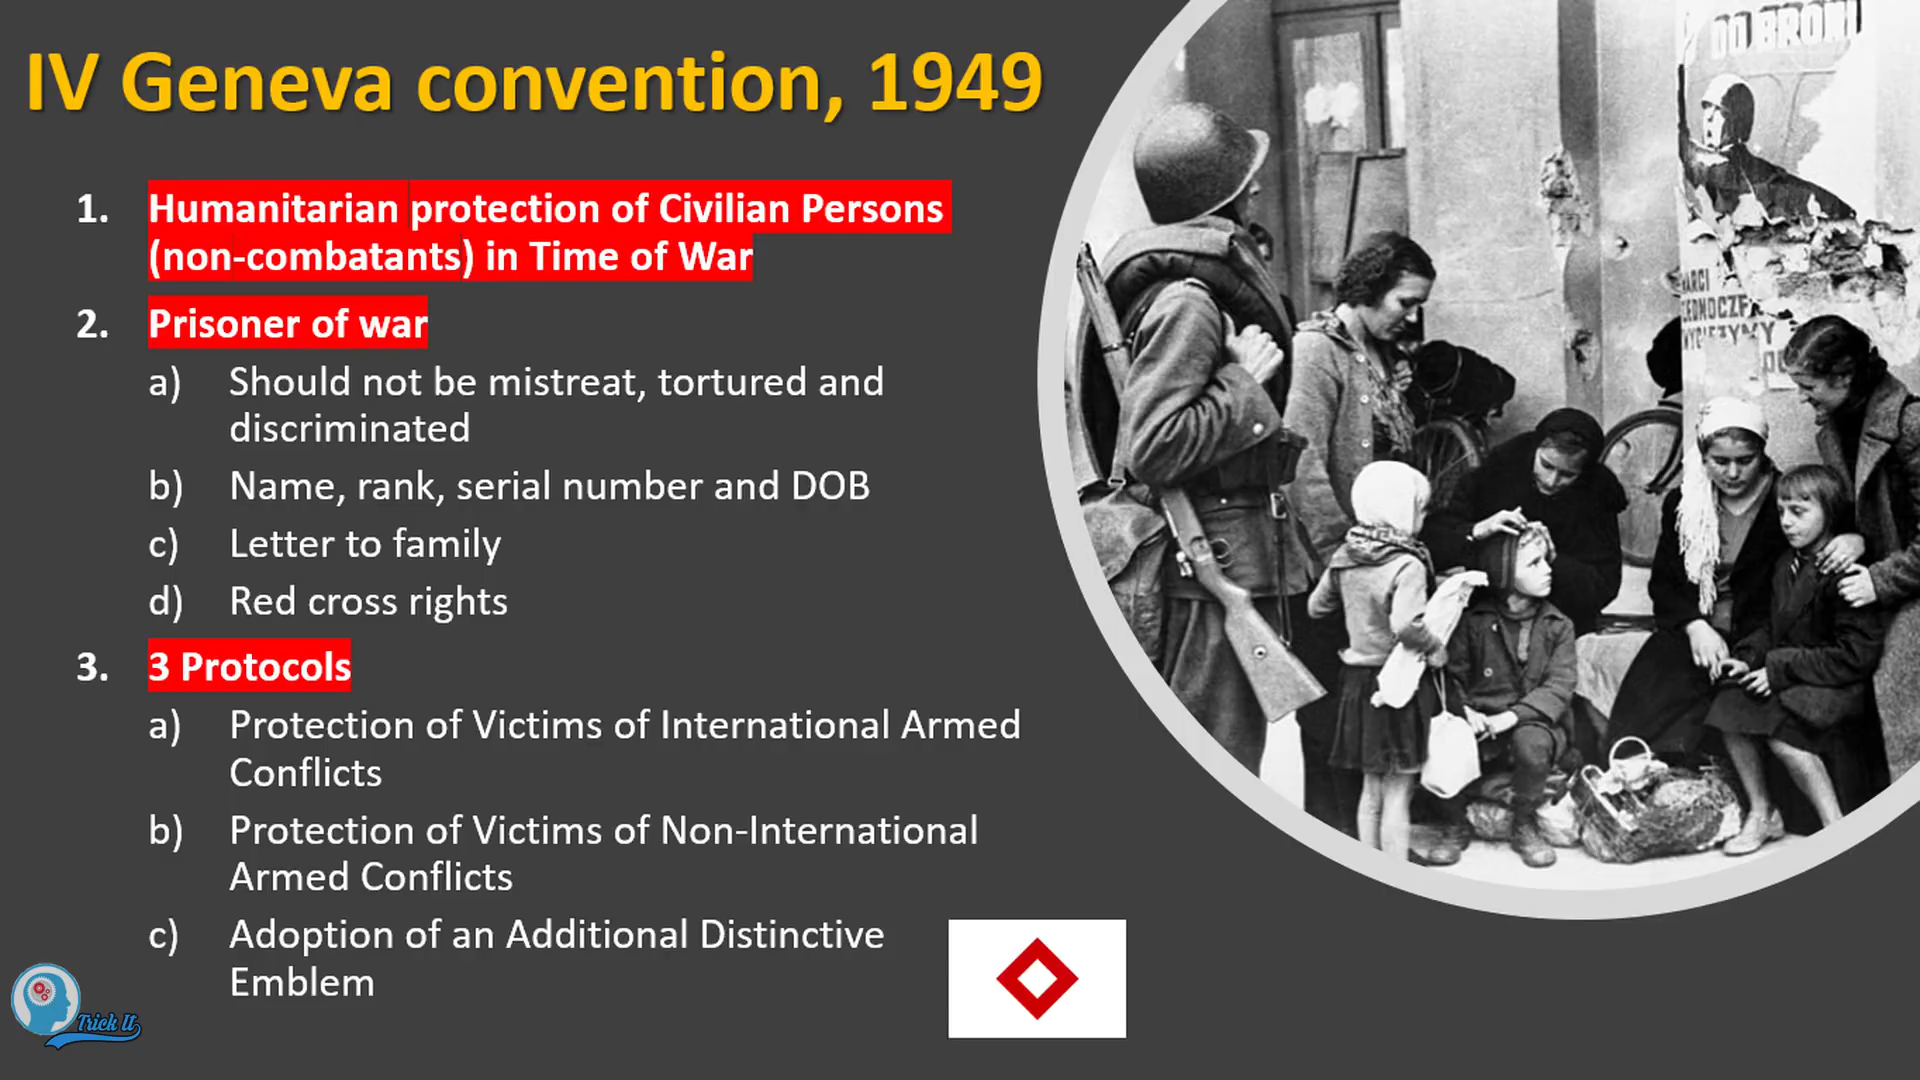 IV Geneva convention, 1949
1. Humanitarian protection of Civilian Persons
(non-combatants) in Time of War
2. Prisoner of war
a) Should not be mistreat, tortured and
discriminated
b) Name, rank, serial number and DOB
c) Letter to family
d) Red cross rights
3. 3 Protocols
a) Protection of Victims of International Armed
Conflicts
b) Protection of Victims of Non-International
Armed Conflicts
c) Adoption of an Additional Distinctive
Emblem
Trick It
DO BRONI